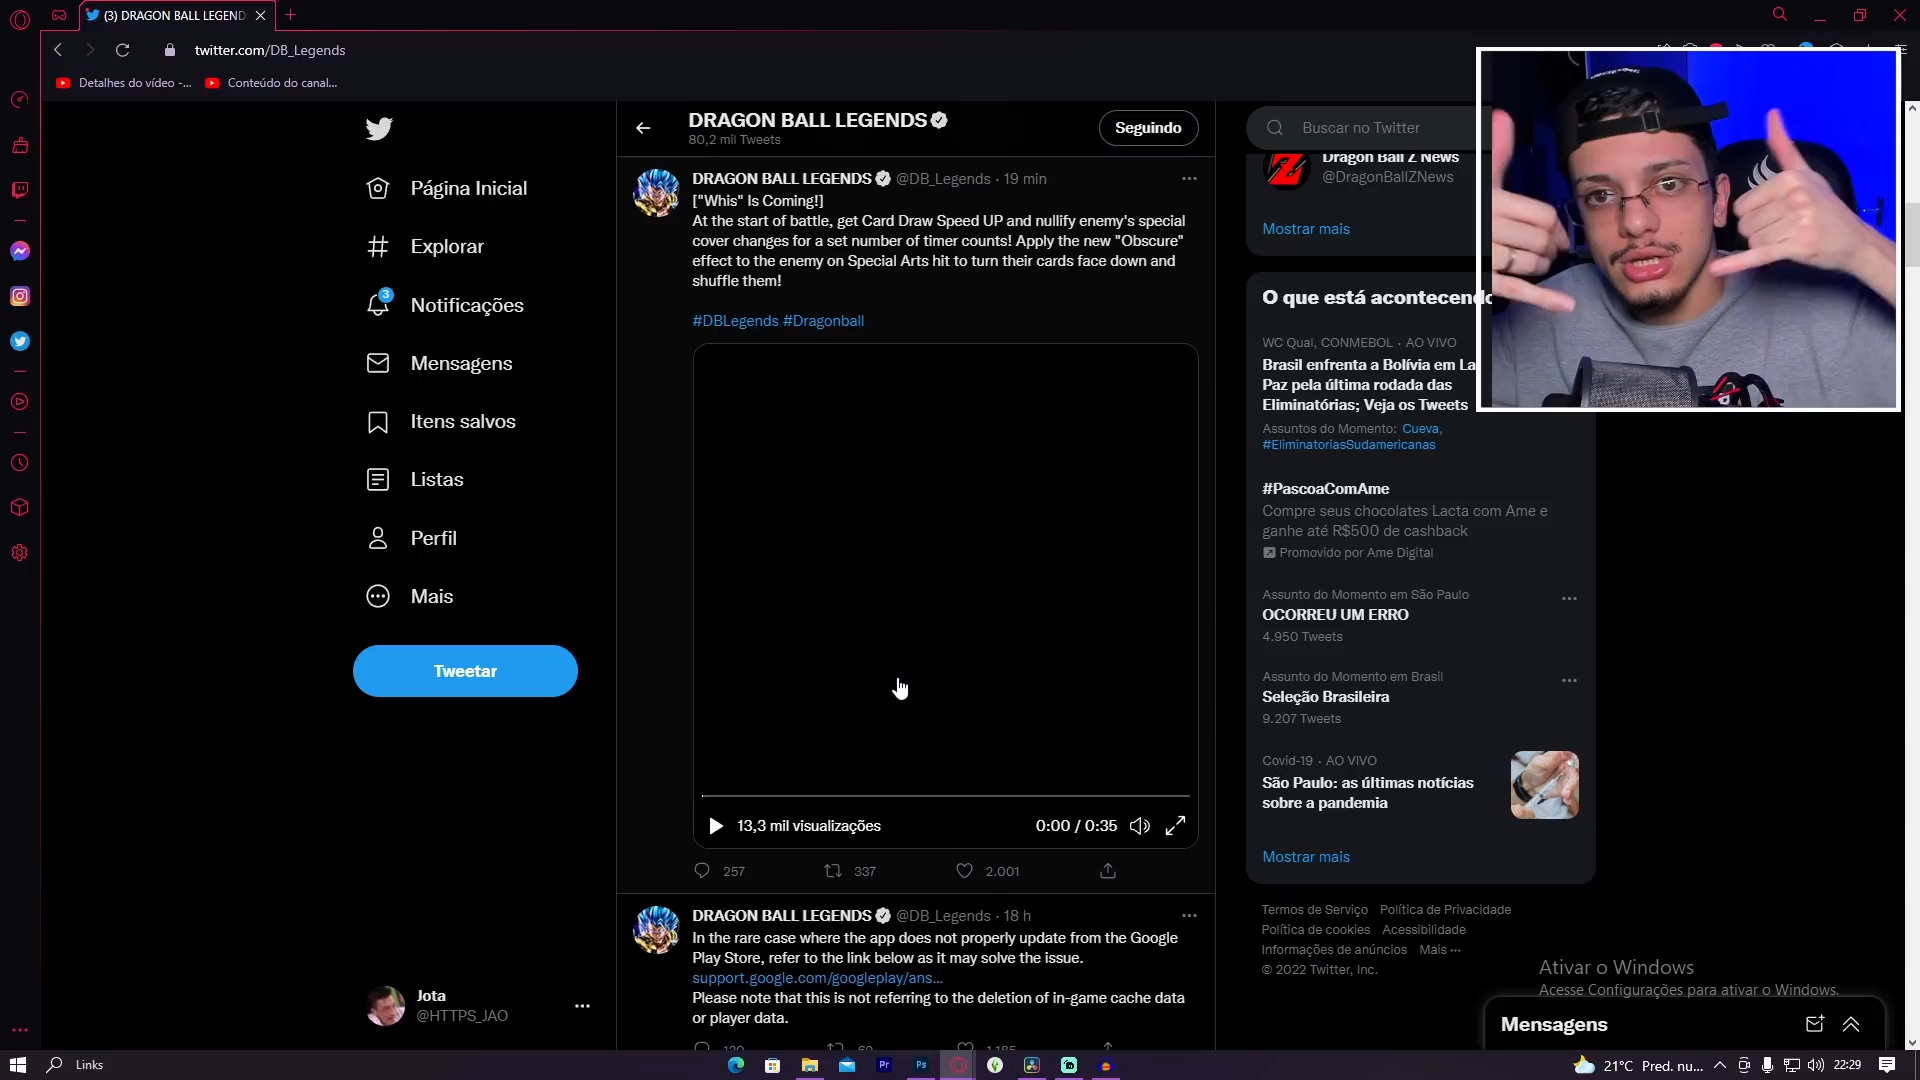 (3) DRAGON BALL LEGEND
twitter.com/DB_Legends
Detalhes do vídeo -...
Conteúdo do canal...
DRAGON BALL LEGENDS
80,2 mil Tweets
Seguindo
Buscar no Twitter
Página Inicial
Explorar
3
Notificações
Mensagens
Itens salvos
Listas
Perfil
Mais
Tweetar
Jota
@HTTPS_JAO
DRAGON BALL LEGENDS @DB_Legends · 19 min
["Whis" Is Coming!]
At the start of battle, get Card Draw Speed UP and nullify enemy's special
cover changes for a set number of timer counts! Apply the new "Obscure"
effect to the enemy on Special Arts hit to turn their cards face down and
shuffle them!
#DBLegends #Dragonball
13,3 mil visualizações
0:00 / 0:35
257
337
2.001
DRAGON BALL LEGENDS @DB_Legends · 18 h
In the rare case where the app does not properly update from the Google
Play Store, refer to the link below as it may solve the issue.
support.google.com/googleplay/ans...
Please note that this is not referring to the deletion of in-game cache data
or player data.
Dragon Ball Z News
@DragonBallZNews
Mostrar mais
O que está acontecendo
WC Qual, CONMEBOL · AO VIVO
Brasil enfrenta a Bolívia em La
Paz pela última rodada das
Eliminatórias; Veja os Tweets
Assuntos do Momento: Cueva,
#EliminatoriasSudamericanas
#PascoaComAme
Compre seus chocolates Lacta com Ame e
ganhe até R$500 de cashback
Promovido por Ame Digital
Assunto do Momento em São Paulo
OCORREU UM ERRO
4.950 Tweets
Assunto do Momento em Brasil
Seleção Brasileira
9.207 Tweets
Covid-19 · AO VIVO
São Paulo: as últimas notícias
sobre a pandemia
Mostrar mais
Termos de Serviço Política de Privacidade
Política de cookies Acessibilidade
Informações de anúncios Mais ···
© 2022 Twitter, Inc.
Ativar o Windows
Acesse Configurações para ativar o Windows.
Mensagens
Links
Pr
Ps
21°C Pred. nu...
22:29